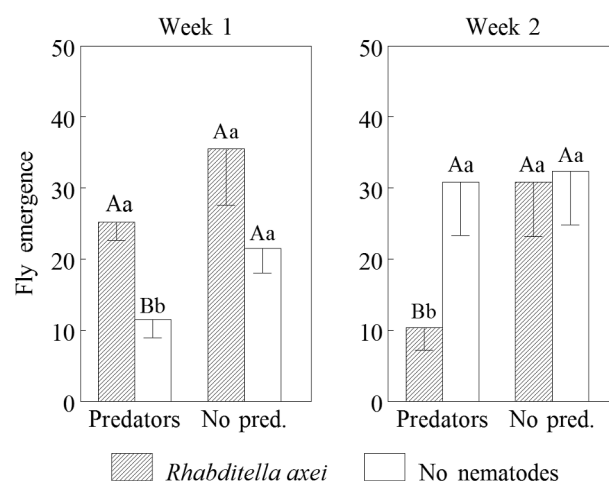 Week 1
Week 2
Fly emergence
50
40
30
20
10
0
Aa
Bb
Aa
Aa
Predators
No pred.
50
40
30
20
10
0
Bb
Aa
Aa
Aa
Predators
No pred.
Rhabditella axei
No nematodes